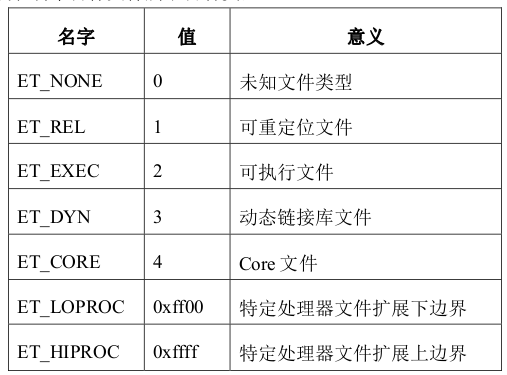 名字 值 意义
ET_NONE 0 未知文件类型
ET_REL 1 可重定位文件
ET_EXEC 2 可执行文件
ET_DYN 3 动态链接库文件
ET_CORE 4 Core 文件
ET_LOPROC 0xff00 特定处理器文件扩展下边界
ET_HIPROC 0xffff 特定处理器文件扩展上边界